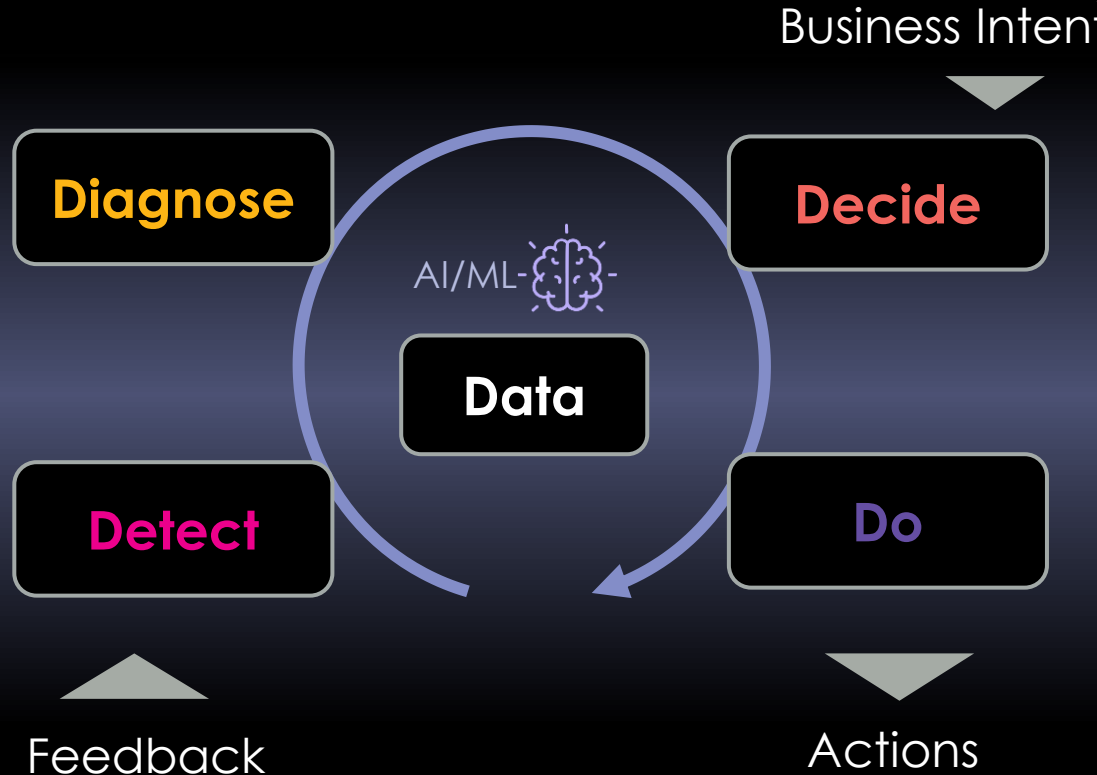 Business Intent
Diagnose
Decide
AI/ML
Data
Detect
Do
Feedback
Actions